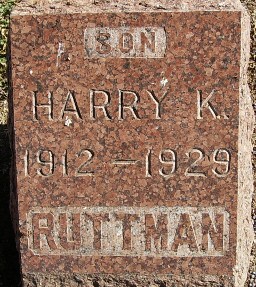 SON
HARRY K.
1912 – 1929
RUTTMAN